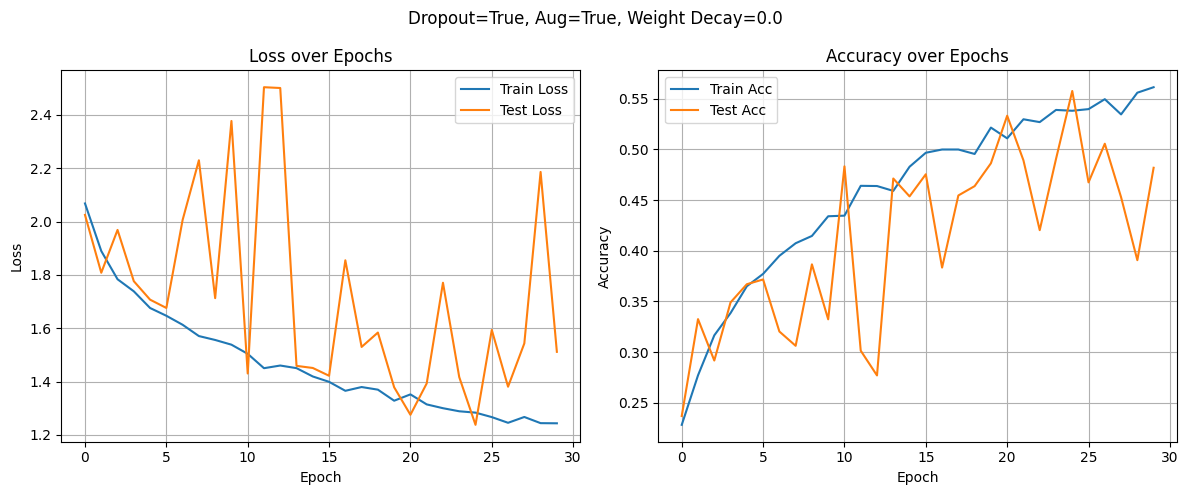 Dropout=True, Aug=True, Weight Decay=0.0
Loss over Epochs
Train Loss
Test Loss
2.4
2.2
2.0
1.8
1.6
1.4
1.2
Loss
0 5 10 15 20 25 30
Epoch
Accuracy over Epochs
Train Acc
Test Acc
0.55
0.50
0.45
0.40
0.35
0.30
0.25
Accuracy
0 5 10 15 20 25 30
Epoch